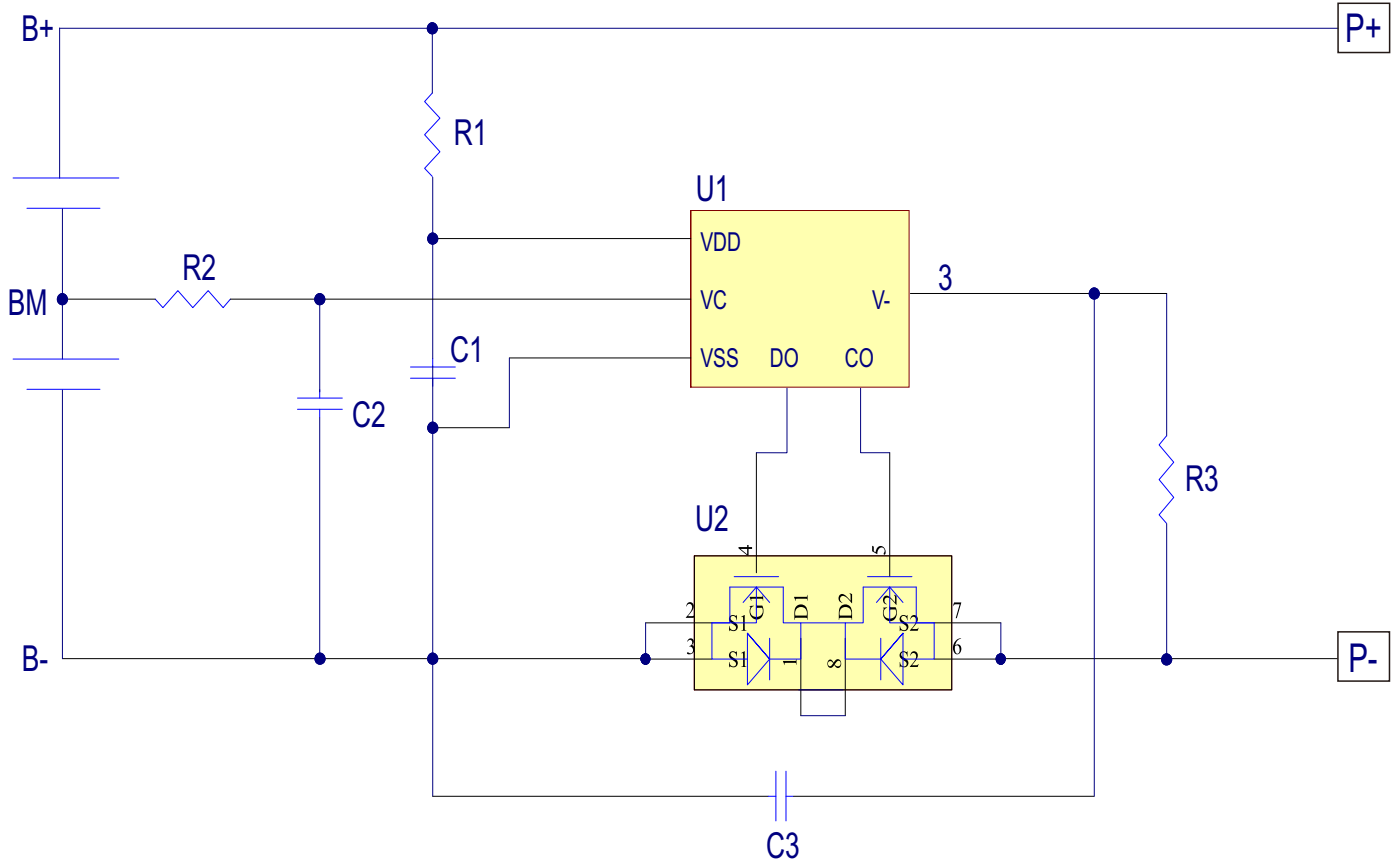 B+
P+
R1
U1
VDD
R2
3
BM
VC
V-
C1
VSS
DO
CO
C2
R3
U2
4
5
G1
D1
D2
G2
2
S1
S2
7
3
S1
1
8
S2
6
B-
P-
C3